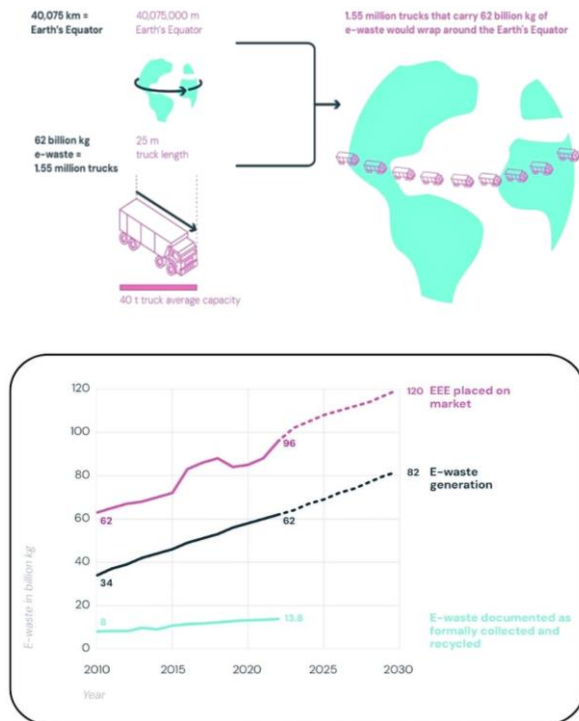 40,075 km =
Earth's Equator
40,075,000 m
Earth's Equator
1.55 million trucks that carry 62 billion kg of
e-waste would wrap around the Earth's Equator
62 billion kg
e-waste =
1.55 million trucks
25 m
truck length
40 t truck average capacity
120
100
80
60
40
20
0
E-waste in billion kg
62
34
8
96
62
13.8
120 EEE placed on
market
82 E-waste
generation
E-waste documented as
formally collected and
recycled
2010
2015
2020
2025
2030
Year